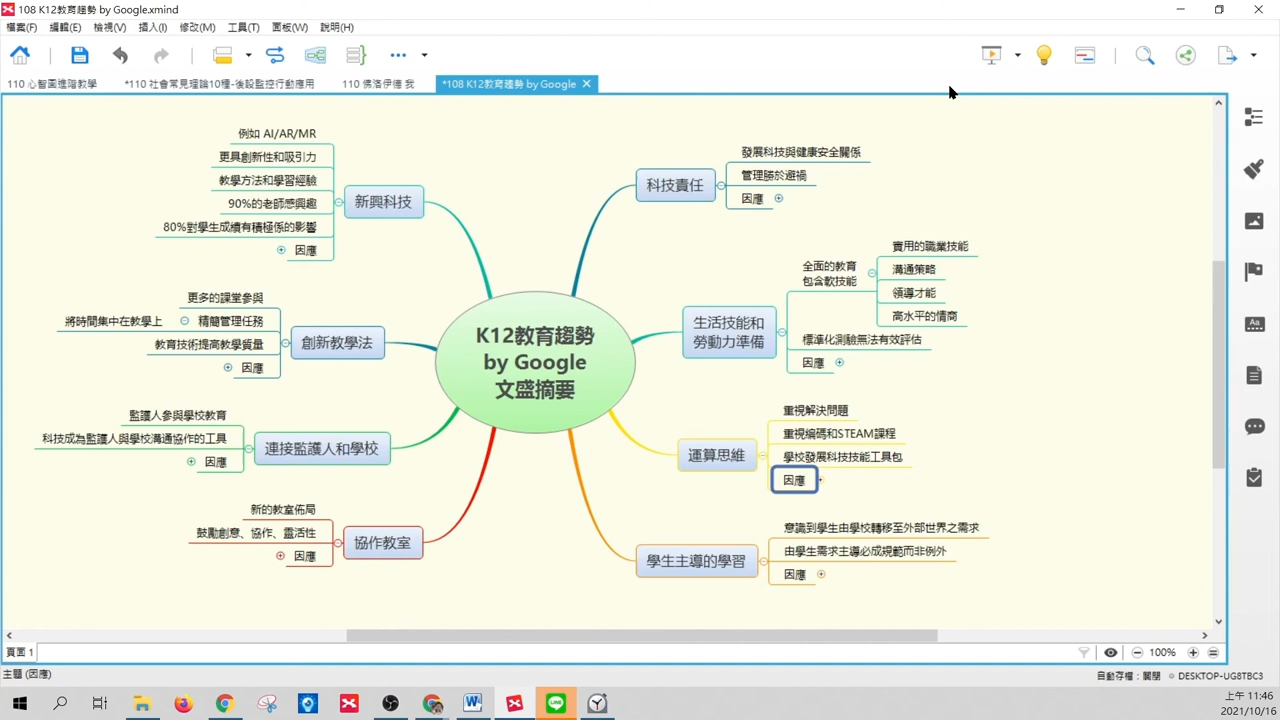 108 K12教育趨勢 by Google.xmind
檔案(F) 編輯(E) 檢視(V) 插入(I) 修改(M) 工具(T) 面板(W) 說明(H)
110 心智圖進階教學 *110 社會常見理論10種-後設監控行動應用 110 佛洛伊德 我 *108 K12教育趨勢 by Google
例如 AI/AR/MR
更具創新性和吸引力
教學方法和學習經驗
90%的老師感興趣
80%對學生成績有積極係的影響
因應
新興科技
更多的課堂參與
將時間集中在教學上 精簡管理任務
教育技術提高教學質量
因應
創新教學法
監護人參與學校教育
科技成為監護人與學校溝通協作的工具
因應
連接監護人和學校
新的教室佈局
鼓勵創意、協作、靈活性
因應
協作教室
K12教育趨勢
by Google
文盛摘要
科技責任
發展科技與健康安全關係
管理勝於避禍
因應
生活技能和
勞動力準備
全面的教育
包含軟技能
實用的職業技能
溝通策略
領導才能
高水平的情商
標準化測驗無法有效評估
因應
運算思維
重視解決問題
重視編碼和STEAM課程
學校發展科技技能工具包
因應
學生主導的學習
意識到學生由學校轉移至外部世界之需求
由學生需求主導必成規範而非例外
因應
頁面 1
100%
主題 (因應)
自動存檔：關閉 DESKTOP-UG8TBC3
上午 11:46
2021/10/16